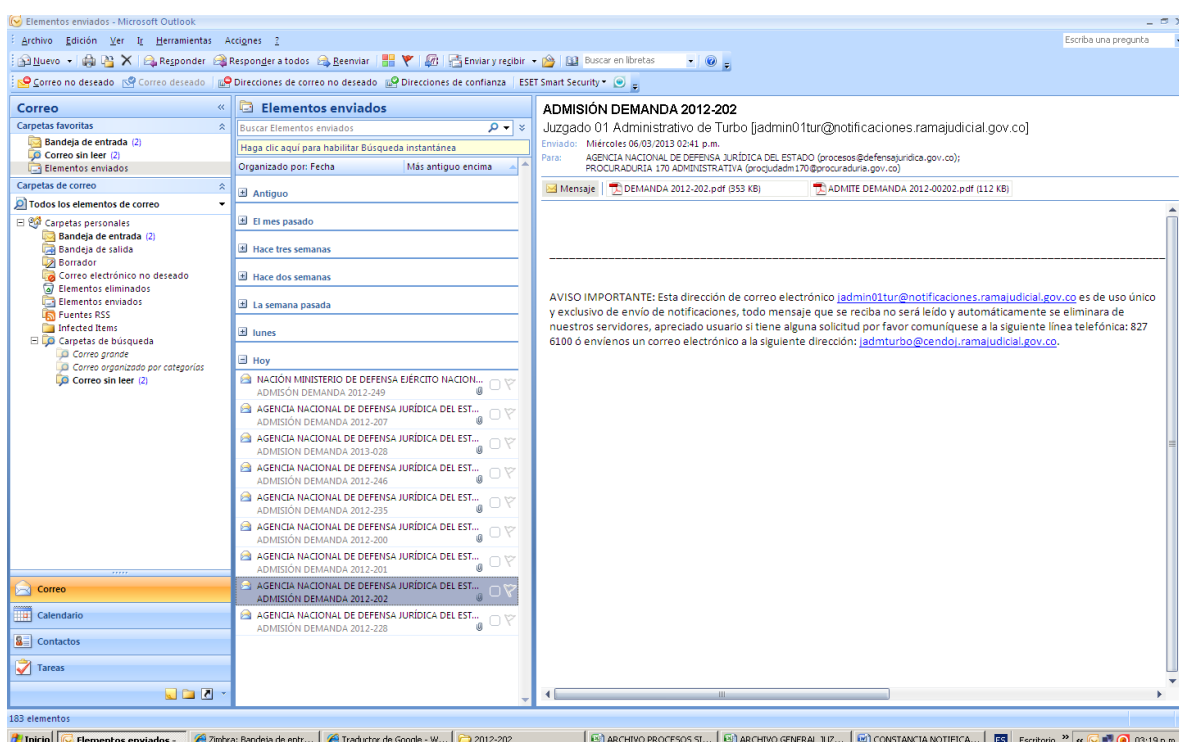 Elementos enviados - Microsoft Outlook
Archivo Edición Ver Ir Herramientas Acciones ?
Escriba una pregunta
Nuevo Responder Responder a todos Reenviar Enviar y recibir Buscar en libretas
Correo no deseado Correo deseado Direcciones de correo no deseado Direcciones de confianza ESET Smart Security
Correo
Carpetas favoritas
Bandeja de entrada (2)
Correo sin leer (2)
Elementos enviados
Carpetas de correo
Todos los elementos de correo
Carpetas personales
Bandeja de entrada (2)
Bandeja de salida
Borrador
Correo electrónico no deseado
Elementos eliminados
Elementos enviados
Fuentes RSS
Infected Items
Carpetas de búsqueda
Correo grande
Correo organizado por categorías
Correo sin leer (2)
Correo
Calendario
Contactos
Tareas
Elementos enviados
Buscar Elementos enviados
Haga clic aquí para habilitar Búsqueda instantánea
Organizado por: Fecha Más antiguo encima
Antiguo
El mes pasado
Hace tres semanas
Hace dos semanas
La semana pasada
lunes
Hoy
NACIÓN MINISTERIO DE DEFENSA EJÉRCITO NACION...
ADMISÓN DEMANDA 2012-249
AGENCIA NACIONAL DE DEFENSA JURÍDICA DEL EST...
ADMISIÓN DEMANDA 2012-207
AGENCIA NACIONAL DE DEFENSA JURÍDICA DEL EST...
ADMISION DEMANDA 2013-028
AGENCIA NACIONAL DE DEFENSA JURÍDICA DEL EST...
ADMISIÓN DEMANDA 2012-246
AGENCIA NACIONAL DE DEFENSA JURÍDICA DEL EST...
ADMISIÓN DEMANDA 2012-235
AGENCIA NACIONAL DE DEFENSA JURÍDICA DEL EST...
ADMISIÓN DEMANDA 2012-200
AGENCIA NACIONAL DE DEFENSA JURÍDICA DEL EST...
ADMISIÓN DEMANDA 2012-201
AGENCIA NACIONAL DE DEFENSA JURÍDICA DEL EST...
ADMISIÓN DEMANDA 2012-202
AGENCIA NACIONAL DE DEFENSA JURÍDICA DEL EST...
ADMISIÓN DEMANDA 2012-228
ADMISIÓN DEMANDA 2012-202
Juzgado 01 Administrativo de Turbo [jadmin01tur@notificaciones.ramajudicial.gov.co]
Enviado: Miércoles 06/03/2013 02:41 p.m.
Para: AGENCIA NACIONAL DE DEFENSA JURÍDICA DEL ESTADO (procesos@defensajuridica.gov.co);
PROCURADURIA 170 ADMINISTRATIVA (procjudadm170@procuraduria.gov.co)
Mensaje DEMANDA 2012-202.pdf (353 KB) ADMITE DEMANDA 2012-00202.pdf (112 KB)
AVISO IMPORTANTE: Esta dirección de correo electrónico jadmin01tur@notificaciones.ramajudicial.gov.co es de uso único
y exclusivo de envío de notificaciones, todo mensaje que se reciba no será leído y automáticamente se eliminara de
nuestros servidores, apreciado usuario si tiene alguna solicitud por favor comuníquese a la siguiente línea telefónica: 827
6100 ó envíenos un correo electrónico a la siguiente dirección: jadmturbo@cendoj.ramajudicial.gov.co.
183 elementos
Inicio Elementos enviados - Zimbra: Bandeja de entr... Traductor de Google - W... 2012-202 ARCHIVO PROCESOS SI... ARCHIVO GENERAL JUZ... CONSTANCIA NOTIFICA... ES Escritorio 03:19 p.m.